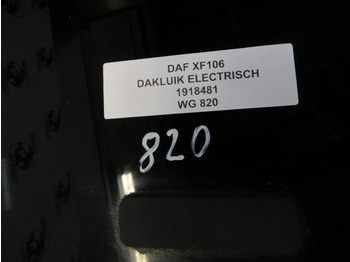 DAF XF106
DAKLUIK ELECTRISCH
1918481
WG 820
820